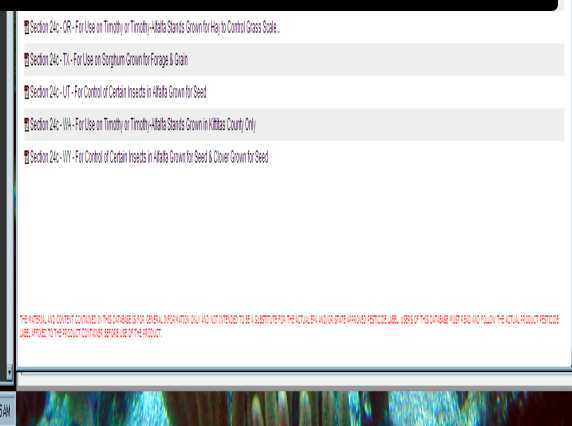 Section 24c - OR - For Use on Timothy or Timothy-Alfalfa Stands Grown for Hay to Control Grass Scale...
Section 24c - TX - For Use on Sorghum Grown for Forage & Grain
Section 24c - UT - For Control of Certain Insects in Alfalfa Grown for Seed
Section 24c - WA - For Use on Timothy or Timothy-Alfalfa Stands Grown in Kittitas County Only
Section 24c - WY - For Control of Certain Insects in Alfalfa Grown for Seed & Clover Grown for Seed
THE MATERIAL AND CONTENT CONTAINED IN THIS DATABASE IS FOR GENERAL INFORMATION ONLY AND NOT INTENDED TO BE A SUBSTITUTE FOR THE ACTUAL EPA AND/OR STATE APPROVED PESTICIDE LABEL. USERS OF THIS DATABASE MUST READ AND FOLLOW THE ACTUAL PRODUCT PESTICIDE
LABEL AFFIXED TO THE PRODUCT CONTAINER BEFORE USE OF THE PRODUCT.
5 AM